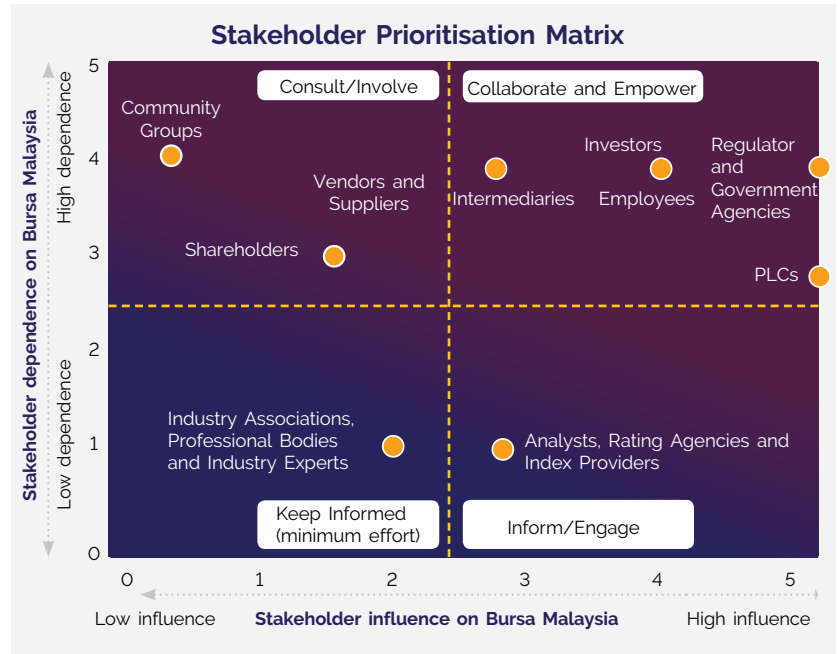 Stakeholder Prioritisation Matrix
Stakeholder dependence on Bursa Malaysia
High dependence
Low dependence
5
4
3
2
1
0
Consult/Involve
Collaborate and Empower
Community
Groups
Vendors and
Suppliers
Shareholders
Investors
Intermediaries
Employees
Regulator
and
Government
Agencies
PLCs
Industry Associations,
Professional Bodies
and Industry Experts
Analysts, Rating Agencies and
Index Providers
Keep Informed
(minimum effort)
Inform/Engage
0
1
2
3
4
5
Low influence
Stakeholder influence on Bursa Malaysia
High influence